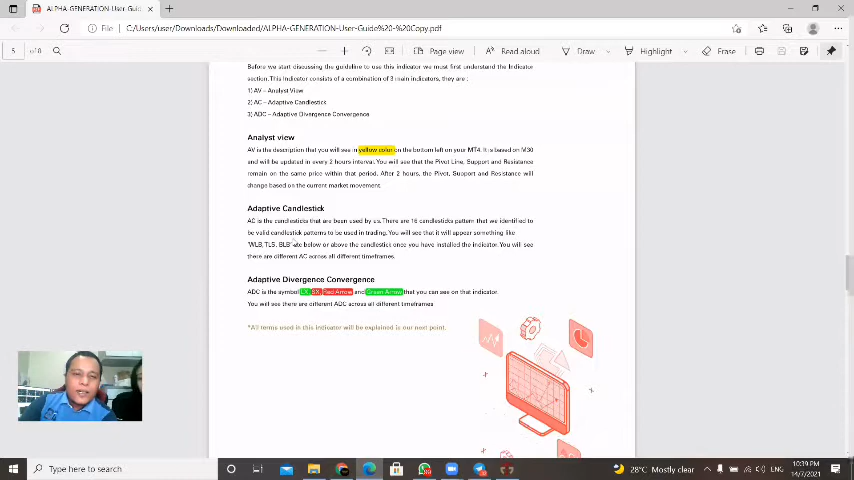 ALPHA-GENERATION-User-Guide
File
C:/Users/user/Downloads/Downloaded/ALPHA-GENERATION-User-Guide%20-%20Copy.pdf
5 of 8
Page view
Read aloud
Draw
Highlight
Erase
Before we start discussing the guideline to use this indicator we must first understand the Indicator
section. This Indicator consists of a combination of 3 main indicators, they are :
1) AV – Analyst View
2) AC – Adaptive Candlestick
3) ADC – Adaptive Divergence Convergence
Analyst view
AV is the description that you will see in yellow color on the bottom left on your MT4. It is based on M30
and will be updated in every 2 hours interval. You will see that the Pivot Line, Support and Resistance
remain on the same price within that period. After 2 hours, the Pivot, Support and Resistance will
change based on the current market movement.
Adaptive Candlestick
AC is the candlesticks that are been used by us. There are 16 candlesticks pattern that we identified to
be valid candlestick patterns to be used in trading. You will see that it will appear something like
'WLB, TLS, BLB' etc below or above the candlestick once you have installed the indicator. You will see
there are different AC across all different timeframes.
Adaptive Divergence Convergence
ADC is the symbol SX, Red Arrow and Green Arrow that you can see on that indicator.
You will see there are different ADC across all different timeframes
*All terms used in this indicator will be explained is our next point.
Type here to search
28°C Mostly clear
ENG
10:39 PM
14/7/2021